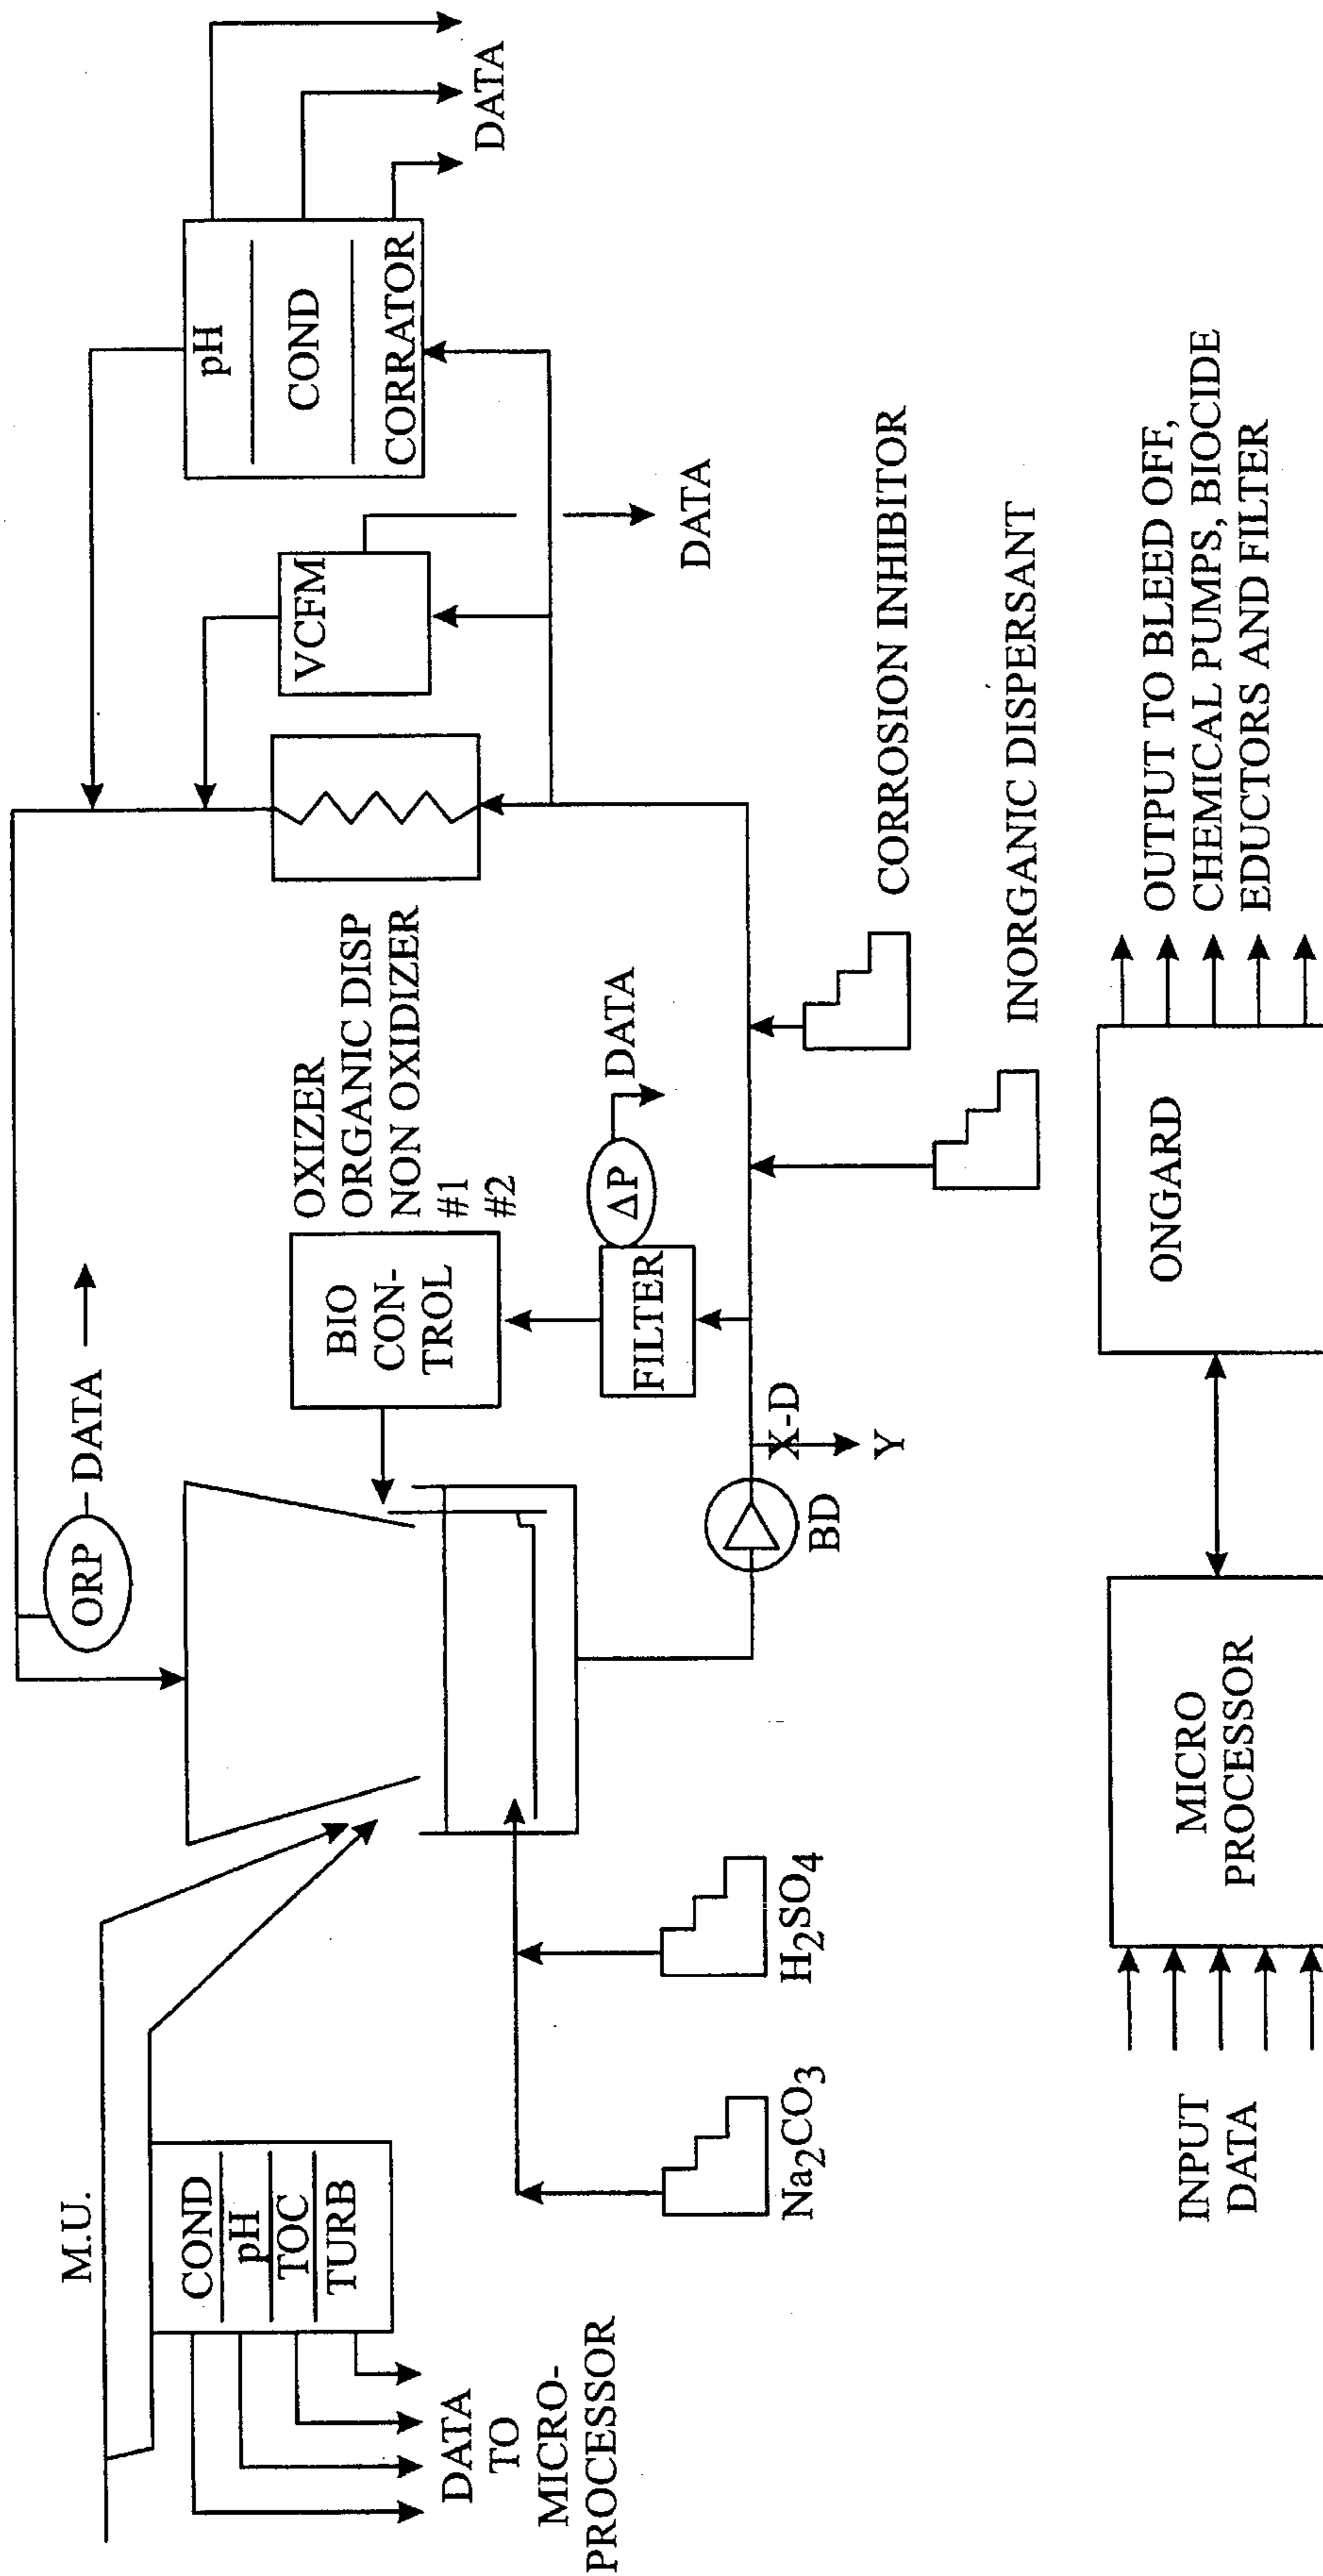 M.U.
COND
pH
TOC
TURB
DATA
TO
MICRO-
PROCESSOR
Na2CO3
H2SO4
ORP
DATA
BIO
CON-
TROL
OXIZER
ORGANIC DISP
NON OXIDIZER
#1
#2
FILTER
ΔP
DATA
BD
X-D
Y
VCFM
DATA
pH
COND
CORRATOR
DATA
CORROSION INHIBITOR
INORGANIC DISPERSANT
INPUT
DATA
MICRO
PROCESSOR
ONGARD
OUTPUT TO BLEED OFF,
CHEMICAL PUMPS, BIOCIDE
EDUCTORS AND FILTER